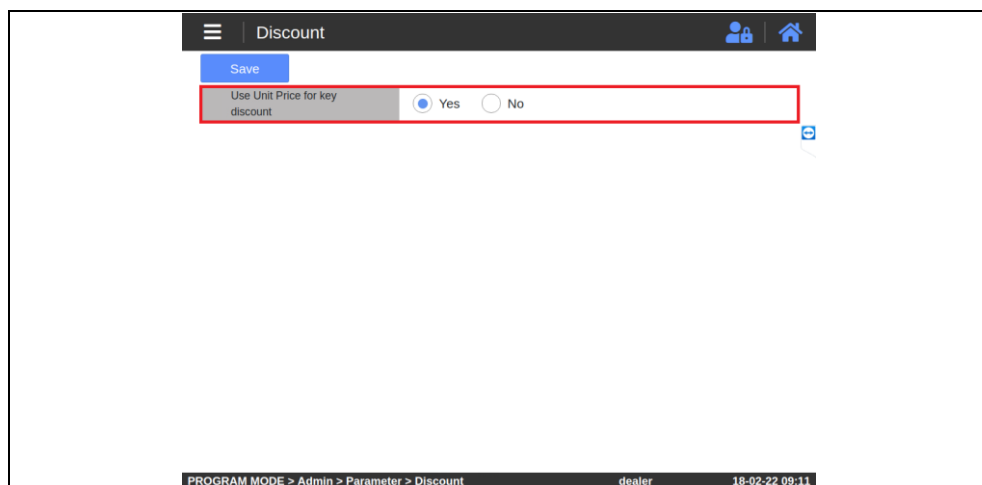 Discount
Save
Use Unit Price for key
discount
Yes No
PROGRAM MODE > Admin > Parameter > Discount dealer 18-02-22 09:11